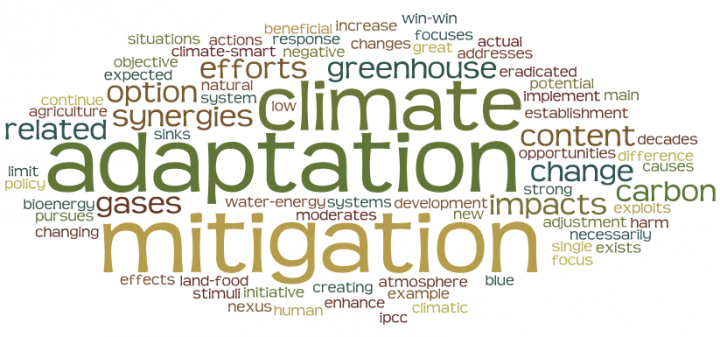 win-win
beneficial increase focuses
situations actions response changes great actual
climate-smart negative addresses
objective efforts greenhouse eradicated
expected natural potential
continue option system low climate implement main
agriculture synergies establishment
related sinks content decades
adaptation opportunities difference
limit change causes
policy strong carbon
bioenergy gases water-energy systems development impacts exploits
pursues moderates new adjustment harm
changing mitigation necessarily
single exists
focus
effects land-food creating atmosphere blue
stimuli initiative enhance example
nexus human climatic
ipcc